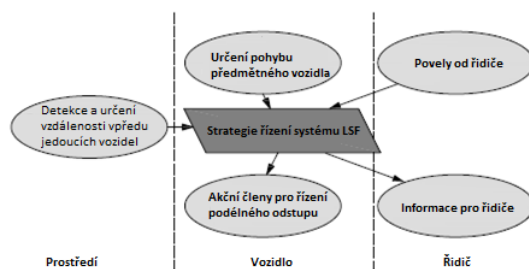 Určení pohybu
předmětného vozidla
Povely od řidiče
Detekce a určení
vzdálenosti vpředu
jedoucích vozidel
Strategie řízení systému LSF
Akční členy pro řízení
podélného odstupu
Informace pro řidiče
Prostředí
Vozidlo
Řidič